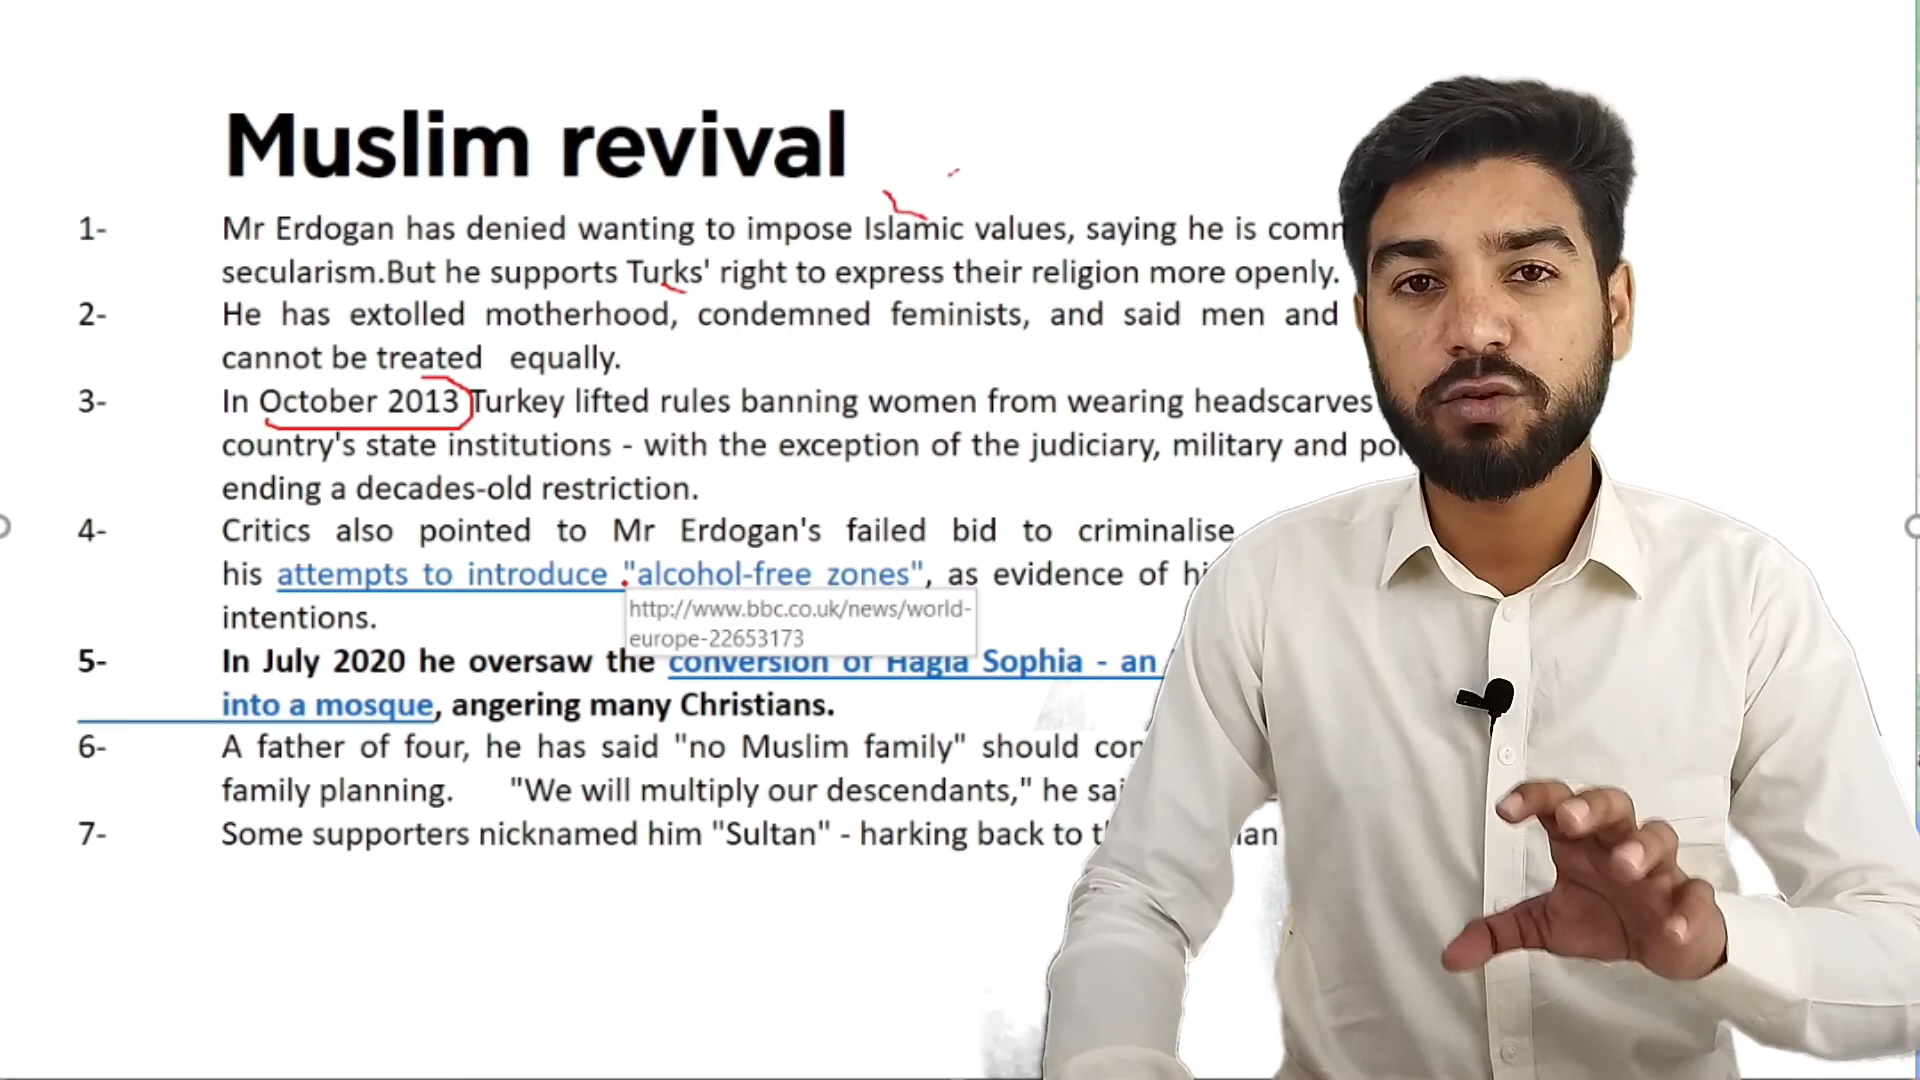 Muslim revival
1- Mr Erdogan has denied wanting to impose Islamic values, saying he is
secularism.But he supports Turks' right to express their religion more openly.
2- He has extolled motherhood, condemned feminists, and said men and
cannot be treated equally.
3- In October 2013 Turkey lifted rules banning women from wearing headscarves
country's state institutions - with the exception of the judiciary, military and
ending a decades-old restriction.
4- Critics also pointed to Mr Erdogan's failed bid to criminalise
his attempts to introduce "alcohol-free zones", as evidence of
intentions.
http://www.bbc.co.uk/news/world-
europe-22653173
5- In July 2020 he oversaw the conversion of Hagia Sophia - an
into a mosque, angering many Christians.
6- A father of four, he has said "no Muslim family" should
family planning. "We will multiply our descendants," he
7- Some supporters nicknamed him "Sultan" - harking back to